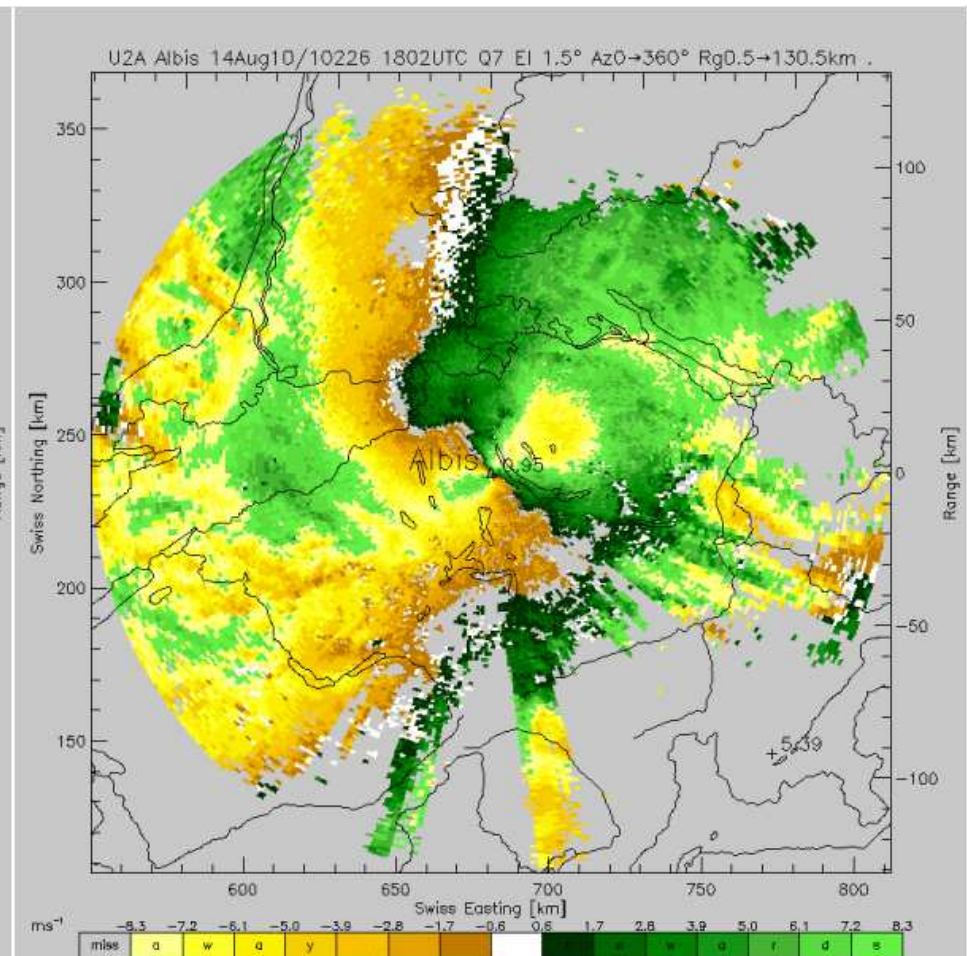 U2A Albis 14Aug10/10226 1802UTC Q7 El 1.5° Az0→360° Rg0.5→130.5km .
350
300
250
200
150
100
50
0
−50
−100
Swiss Northing [km]
Range [km]
Albis
0.95
+5.39
600 650 700 750 800
Swiss Easting [km]
ms⁻¹ −8.3 −7.2 −6.1 −5.0 −3.9 −2.8 −1.7 −0.6 0.6 1.7 2.8 3.9 5.0 6.1 7.2 8.3
miss a w a y o w a r d s